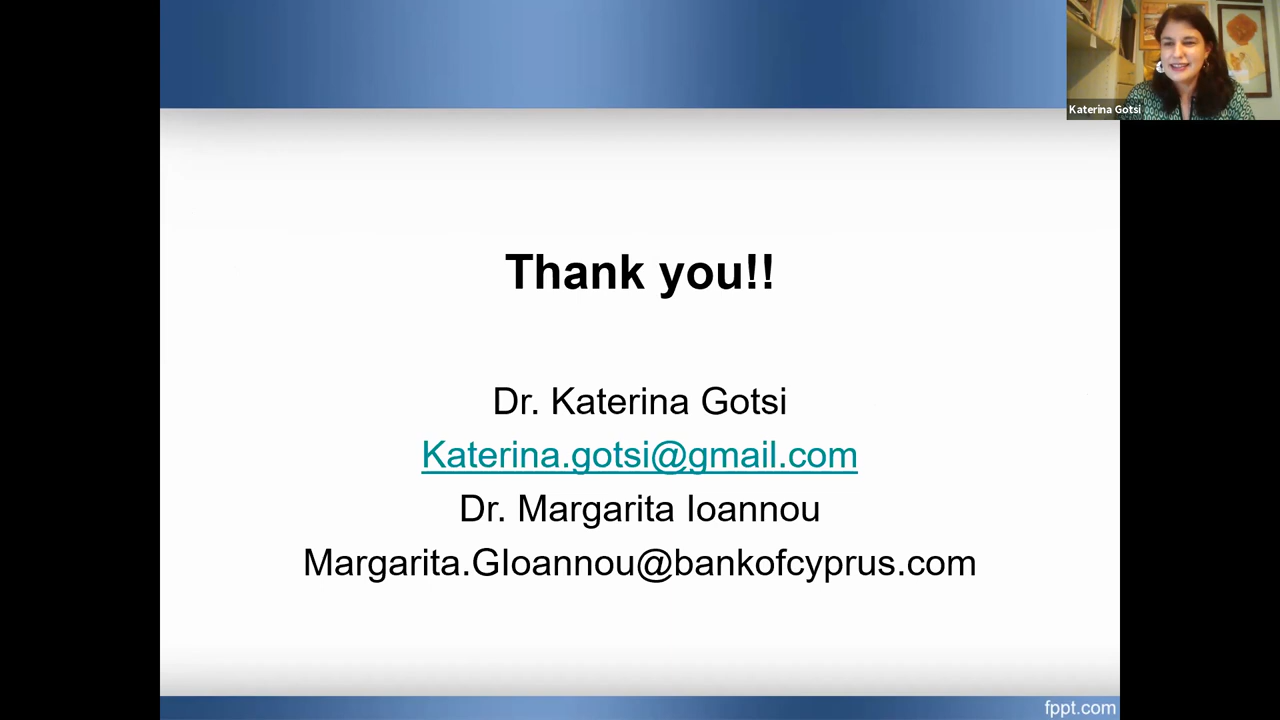 Katerina Gotsi
Thank you!!
Dr. Katerina Gotsi
Katerina.gotsi@gmail.com
Dr. Margarita Ioannou
Margarita.GIoannou@bankofcyprus.com
fppt.com